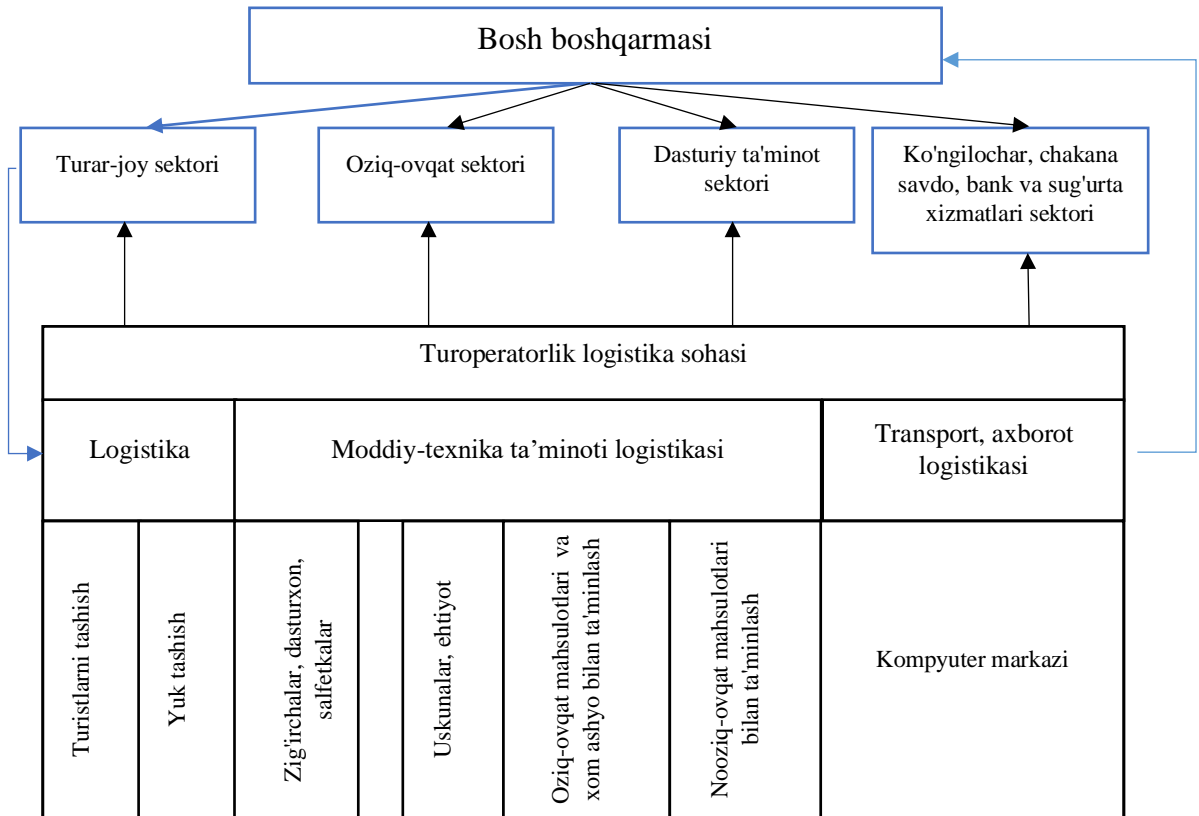 Bosh boshqarmasi
Turar-joy sektori
Oziq-ovqat sektori
Dasturiy ta'minot
sektori
Ko'ngilochar, chakana
savdo, bank va sug'urta
xizmatlari sektori
Turoperatorlik logistika sohasi
Logistika
Moddiy-texnika ta’minoti logistikasi
Transport, axborot
logistikasi
Turistlarni tashish
Yuk tashish
Zig'irchalar, dasturxon,
salfetkalar
Uskunalar, ehtiyot
Oziq-ovqat mahsulotlari va
xom ashyo bilan ta'minlash
Nooziq-ovqat mahsulotlari
bilan ta'minlash
Kompyuter markazi